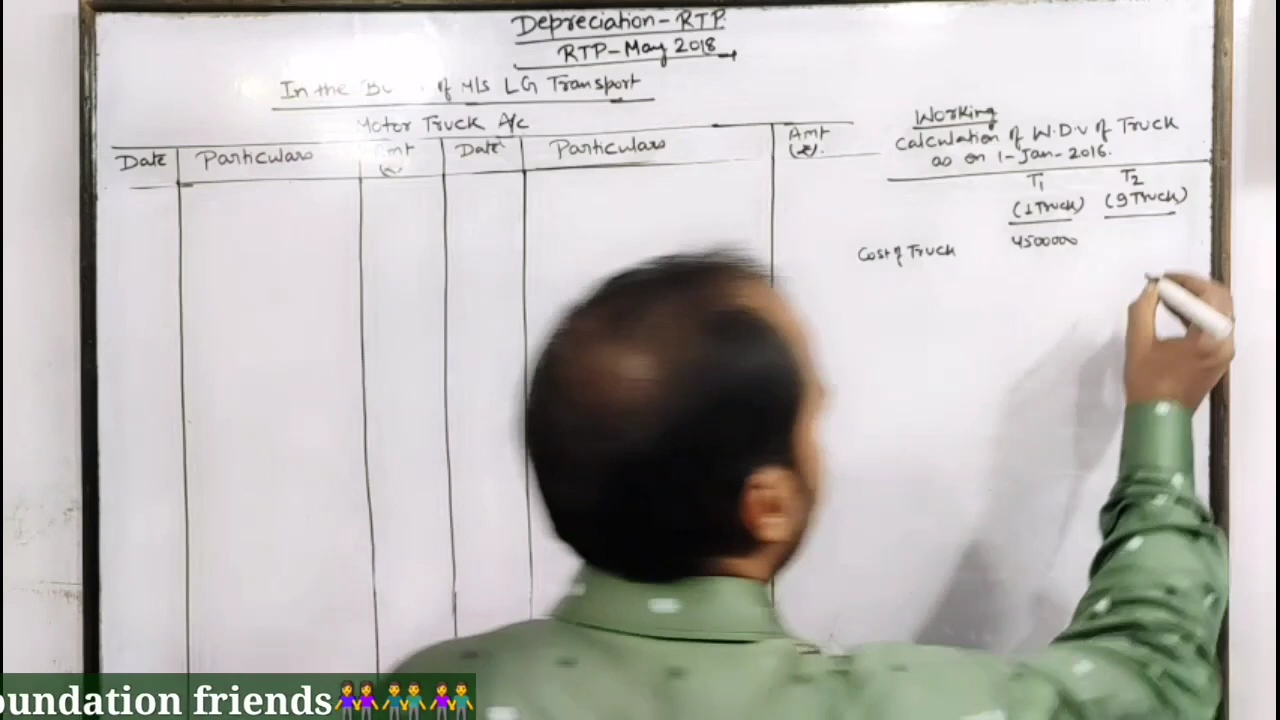 Depreciation-RTP.
RTP-May 2018
In the of M/s LG Transport
Motor Truck A/c
Date Particulars Amt Date Particulars Amt
(₹).
Working
Calculation of W.D.V of Truck
as on 1-Jan-2016.
T1 T2
(1 Truck) (9 Truck)
Cost of Truck 4500000
oundation friends👭👬👭👬